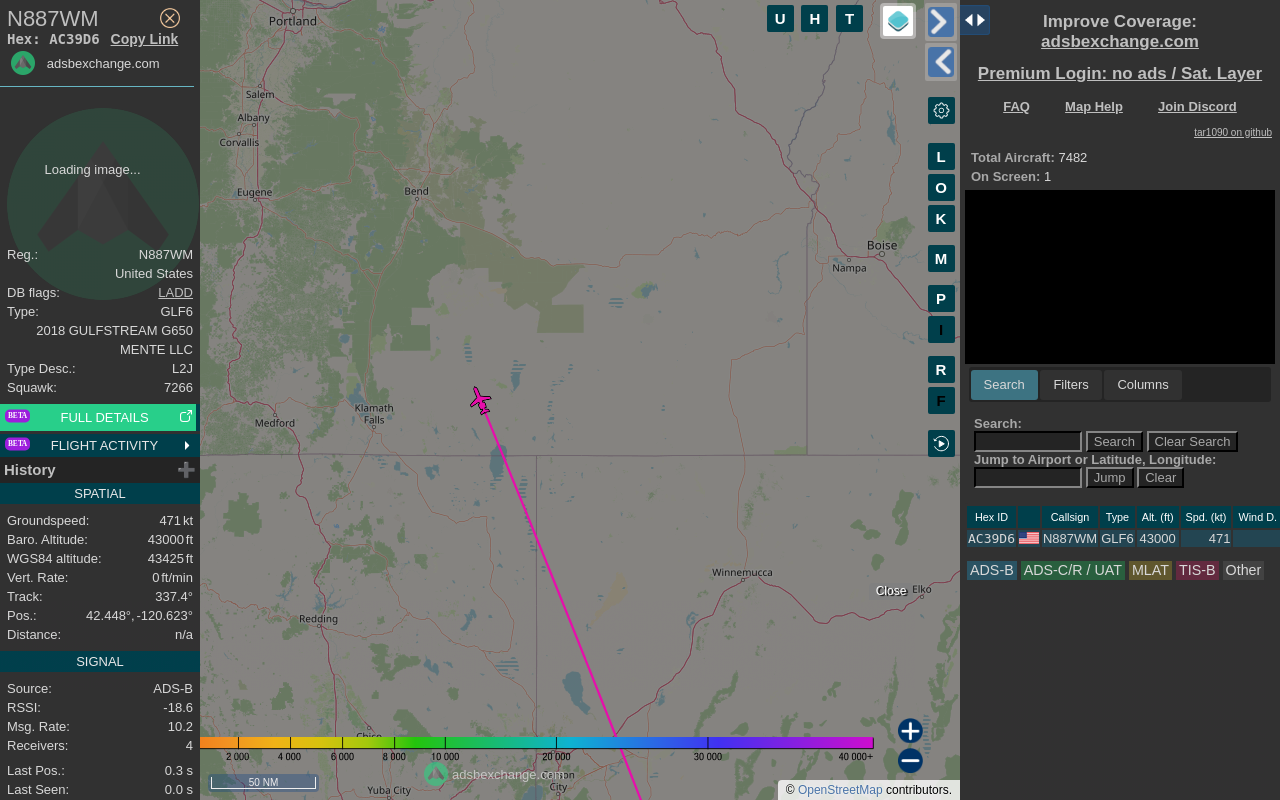 N887WM
Hex: AC39D6 Copy Link
adsbexchange.com
Loading image...
Reg.: N887WM
United States
DB flags: LADD
Type: GLF6
2018 GULFSTREAM G650
MENTE LLC
Type Desc.: L2J
Squawk: 7266
BETA FULL DETAILS
BETA FLIGHT ACTIVITY
History
SPATIAL
Groundspeed: 471 kt
Baro. Altitude: 43000 ft
WGS84 altitude: 43425 ft
Vert. Rate: 0 ft/min
Track: 337.4°
Pos.: 42.448°, -120.623°
Distance: n/a
SIGNAL
Source: ADS-B
RSSI: -18.6
Msg. Rate: 10.2
Receivers: 4
Last Pos.: 0.3 s
Last Seen: 0.0 s
Portland
Salem
Albany
Corvallis
Eugene
Bend
Boise
Nampa
Medford
Klamath
Falls
Winnemucca
Elko
Redding
Chico
Yuba City
City
Close
U H T
L
O
K
M
P
I
R
F
2 000 4 000 6 000 8 000 10 000 20 000 30 000 40 000+
adsbexchange.com
50 NM
© OpenStreetMap contributors.
Improve Coverage:
adsbexchange.com
Premium Login: no ads / Sat. Layer
FAQ Map Help Join Discord
tar1090 on github
Total Aircraft: 7482
On Screen: 1
Search Filters Columns
Search:
Search Clear Search
Jump to Airport or Latitude, Longitude:
Jump Clear
Hex ID Callsign Type Alt. (ft) Spd. (kt) Wind D.
AC39D6 N887WM GLF6 43000 471
ADS-B ADS-C/R / UAT MLAT TIS-B Other